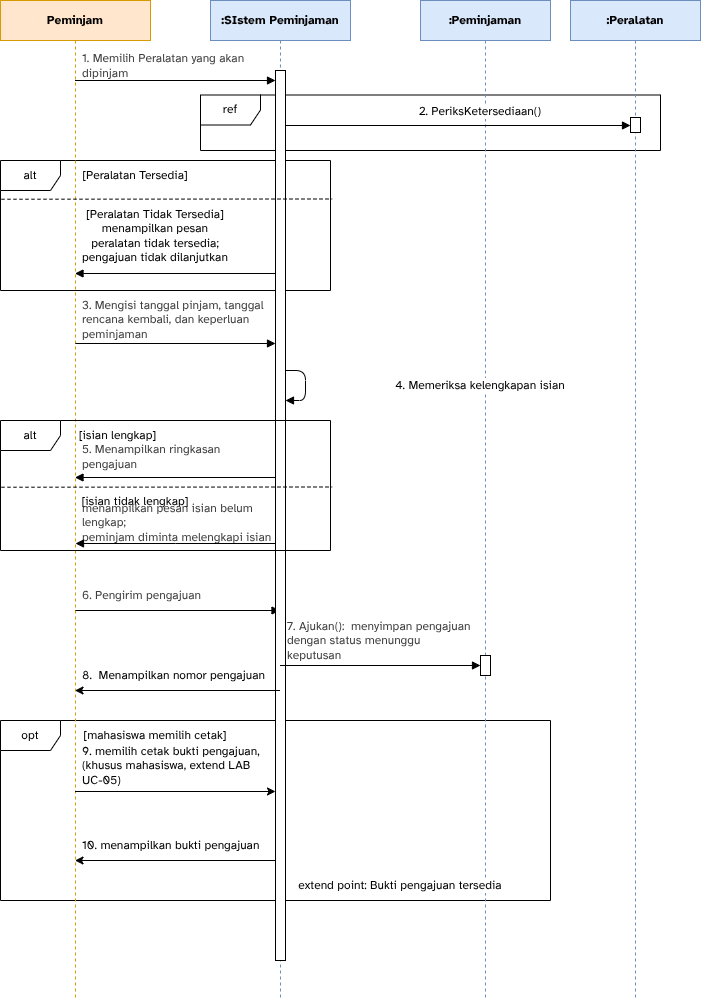 Peminjam
:SIstem Peminjaman
:Peminjaman
:Peralatan
1. Memilih Peralatan yang akan
dipinjam
ref
2. PeriksKetersediaan()
alt
[Peralatan Tersedia]
[Peralatan Tidak Tersedia]
menampilkan pesan
peralatan tidak tersedia;
pengajuan tidak dilanjutkan
3. Mengisi tanggal pinjam, tanggal
rencana kembali, dan keperluan
peminjaman
4. Memeriksa kelengkapan isian
alt
[isian lengkap]
5. Menampilkan ringkasan
pengajuan
[isian tidak lengkap]
menampilkan pesan isian belum
lengkap;
peminjam diminta melengkapi isian
6. Pengirim pengajuan
7. Ajukan(): menyimpan pengajuan
dengan status menunggu
keputusan
8. Menampilkan nomor pengajuan
opt
[mahasiswa memilih cetak]
9. memilih cetak bukti pengajuan,
(khusus mahasiswa, extend LAB
UC-05)
10. menampilkan bukti pengajuan
extend point: Bukti pengajuan tersedia